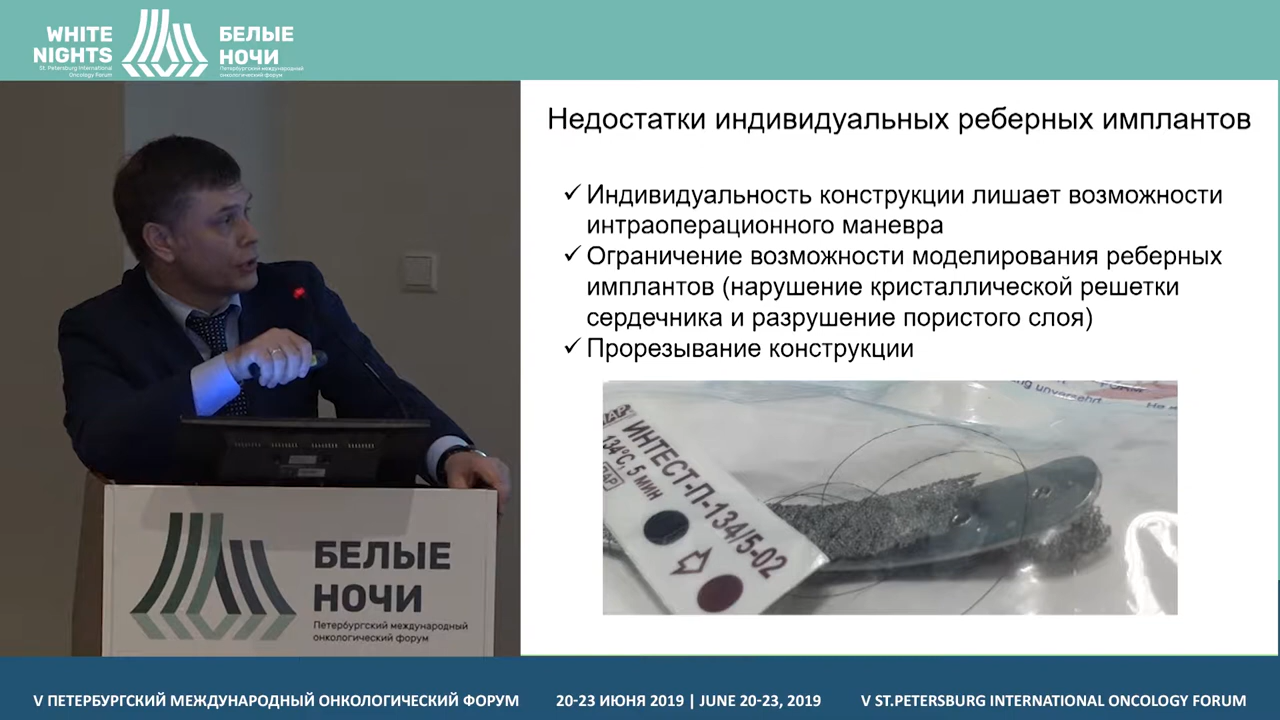 WHITE
NIGHTS
St. Petersburg International
Oncology Forum
БЕЛЫЕ
НОЧИ
Петербургский международный
онкологический форум
Недостатки индивидуальных реберных имплантов
✓ Индивидуальность конструкции лишает возможности
интраоперационного маневра
✓ Ограничение возможности моделирования реберных
имплантов (нарушение кристаллической решетки
сердечника и разрушение пористого слоя)
✓ Прорезывание конструкции
ung unversehrt
ИНТЕСТ-П-134/5-02
134°C, 5 МИН
БЕЛЫЕ
НОЧИ
Петербургский международный
онкологический форум
V ПЕТЕРБУРГСКИЙ МЕЖДУНАРОДНЫЙ ОНКОЛОГИЧЕСКИЙ ФОРУМ
20-23 ИЮНЯ 2019 | JUNE 20-23, 2019
V ST.PETERSBURG INTERNATIONAL ONCOLOGY FORUM